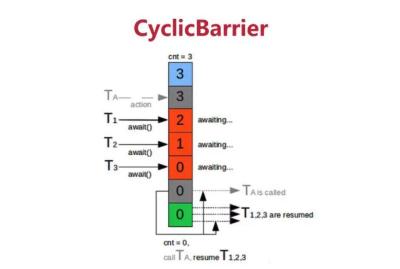 CyclicBarrier
cnt = 3
3
TA
action
3
T1
await()
2
awaiting...
T2
await()
1
awaiting...
T3
await()
0
awaiting...
0
TA is called
0
T1,2,3 are resumed
cnt = 0,
call TA, resume T1,2,3